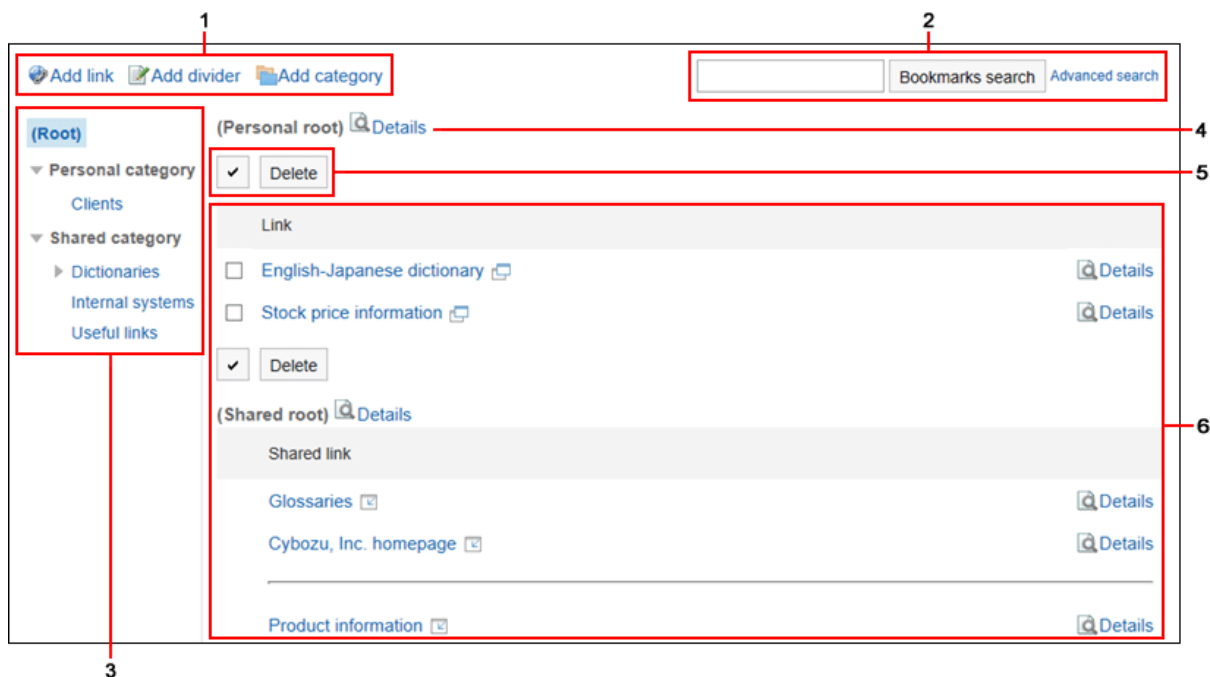 1
2
Add link Add divider Add category
Bookmarks search Advanced search
(Root)
Personal category
Clients
Shared category
Dictionaries
Internal systems
Useful links
3
(Personal root) Details
4
Delete
5
Link
English-Japanese dictionary Details
Stock price information Details
Delete
(Shared root) Details
6
Shared link
Glossaries Details
Cybozu, Inc. homepage Details
Product information Details